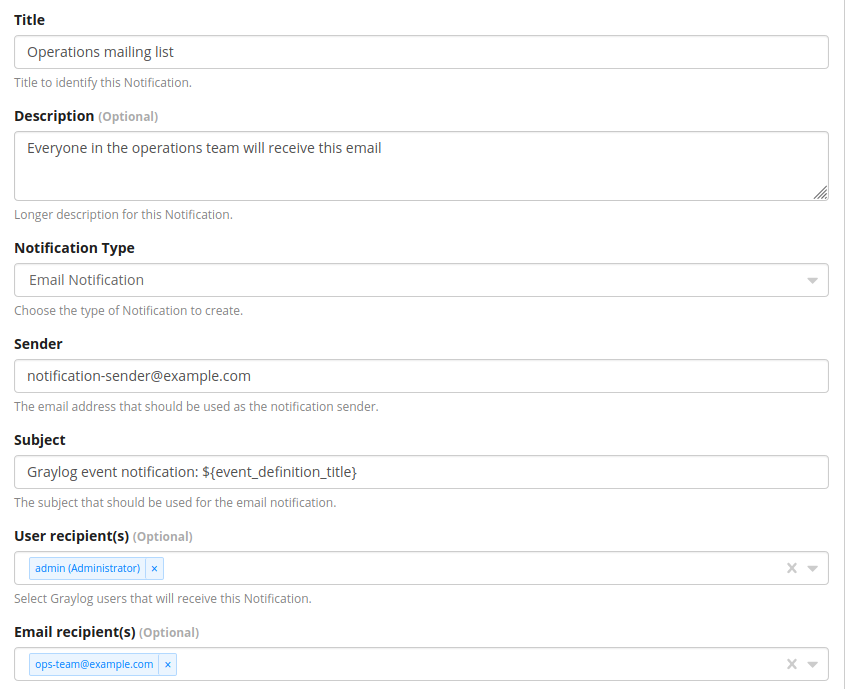 Title
Operations mailing list
Title to identify this Notification.
Description (Optional)
Everyone in the operations team will receive this email
Longer description for this Notification.
Notification Type
Email Notification
Choose the type of Notification to create.
Sender
notification-sender@example.com
The email address that should be used as the notification sender.
Subject
Graylog event notification: ${event_definition_title}
The subject that should be used for the email notification.
User recipient(s) (Optional)
admin (Administrator) ×
Select Graylog users that will receive this Notification.
Email recipient(s) (Optional)
ops-team@example.com ×